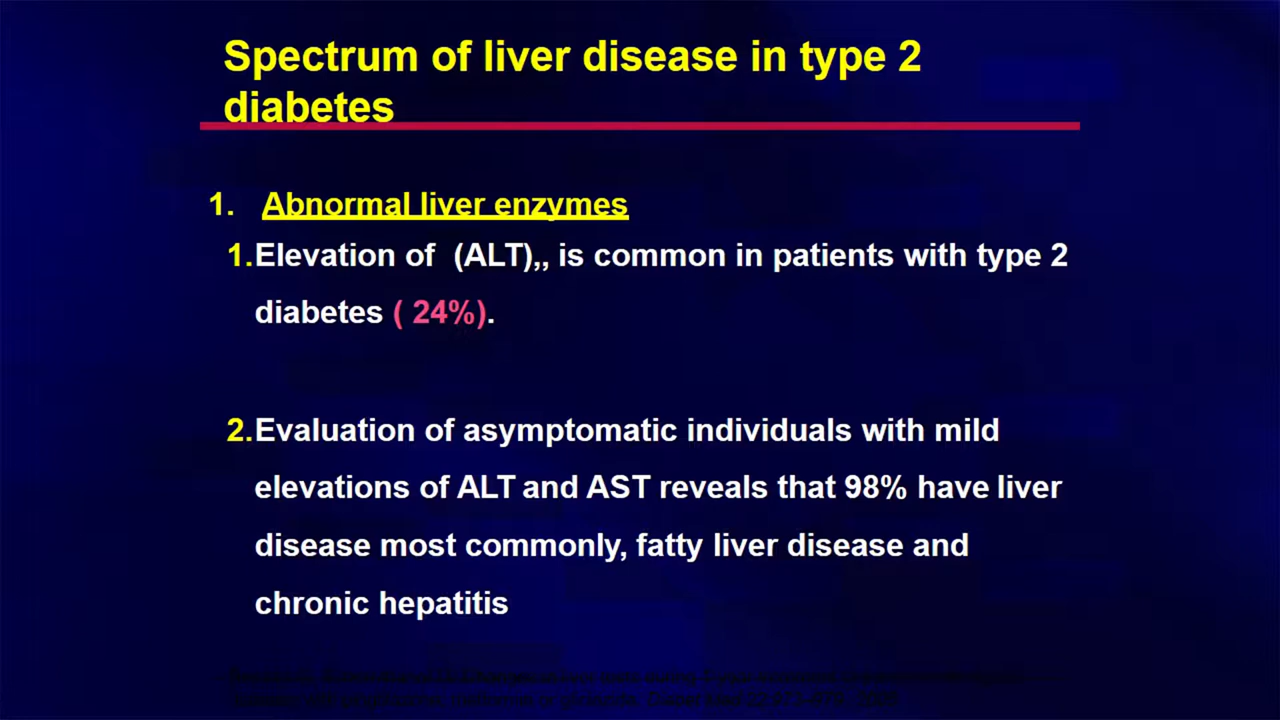 Spectrum of liver disease in type 2
diabetes
1. Abnormal liver enzymes
1. Elevation of (ALT),, is common in patients with type 2
diabetes ( 24%).
2. Evaluation of asymptomatic individuals with mild
elevations of ALT and AST reveals that 98% have liver
disease most commonly, fatty liver disease and
chronic hepatitis